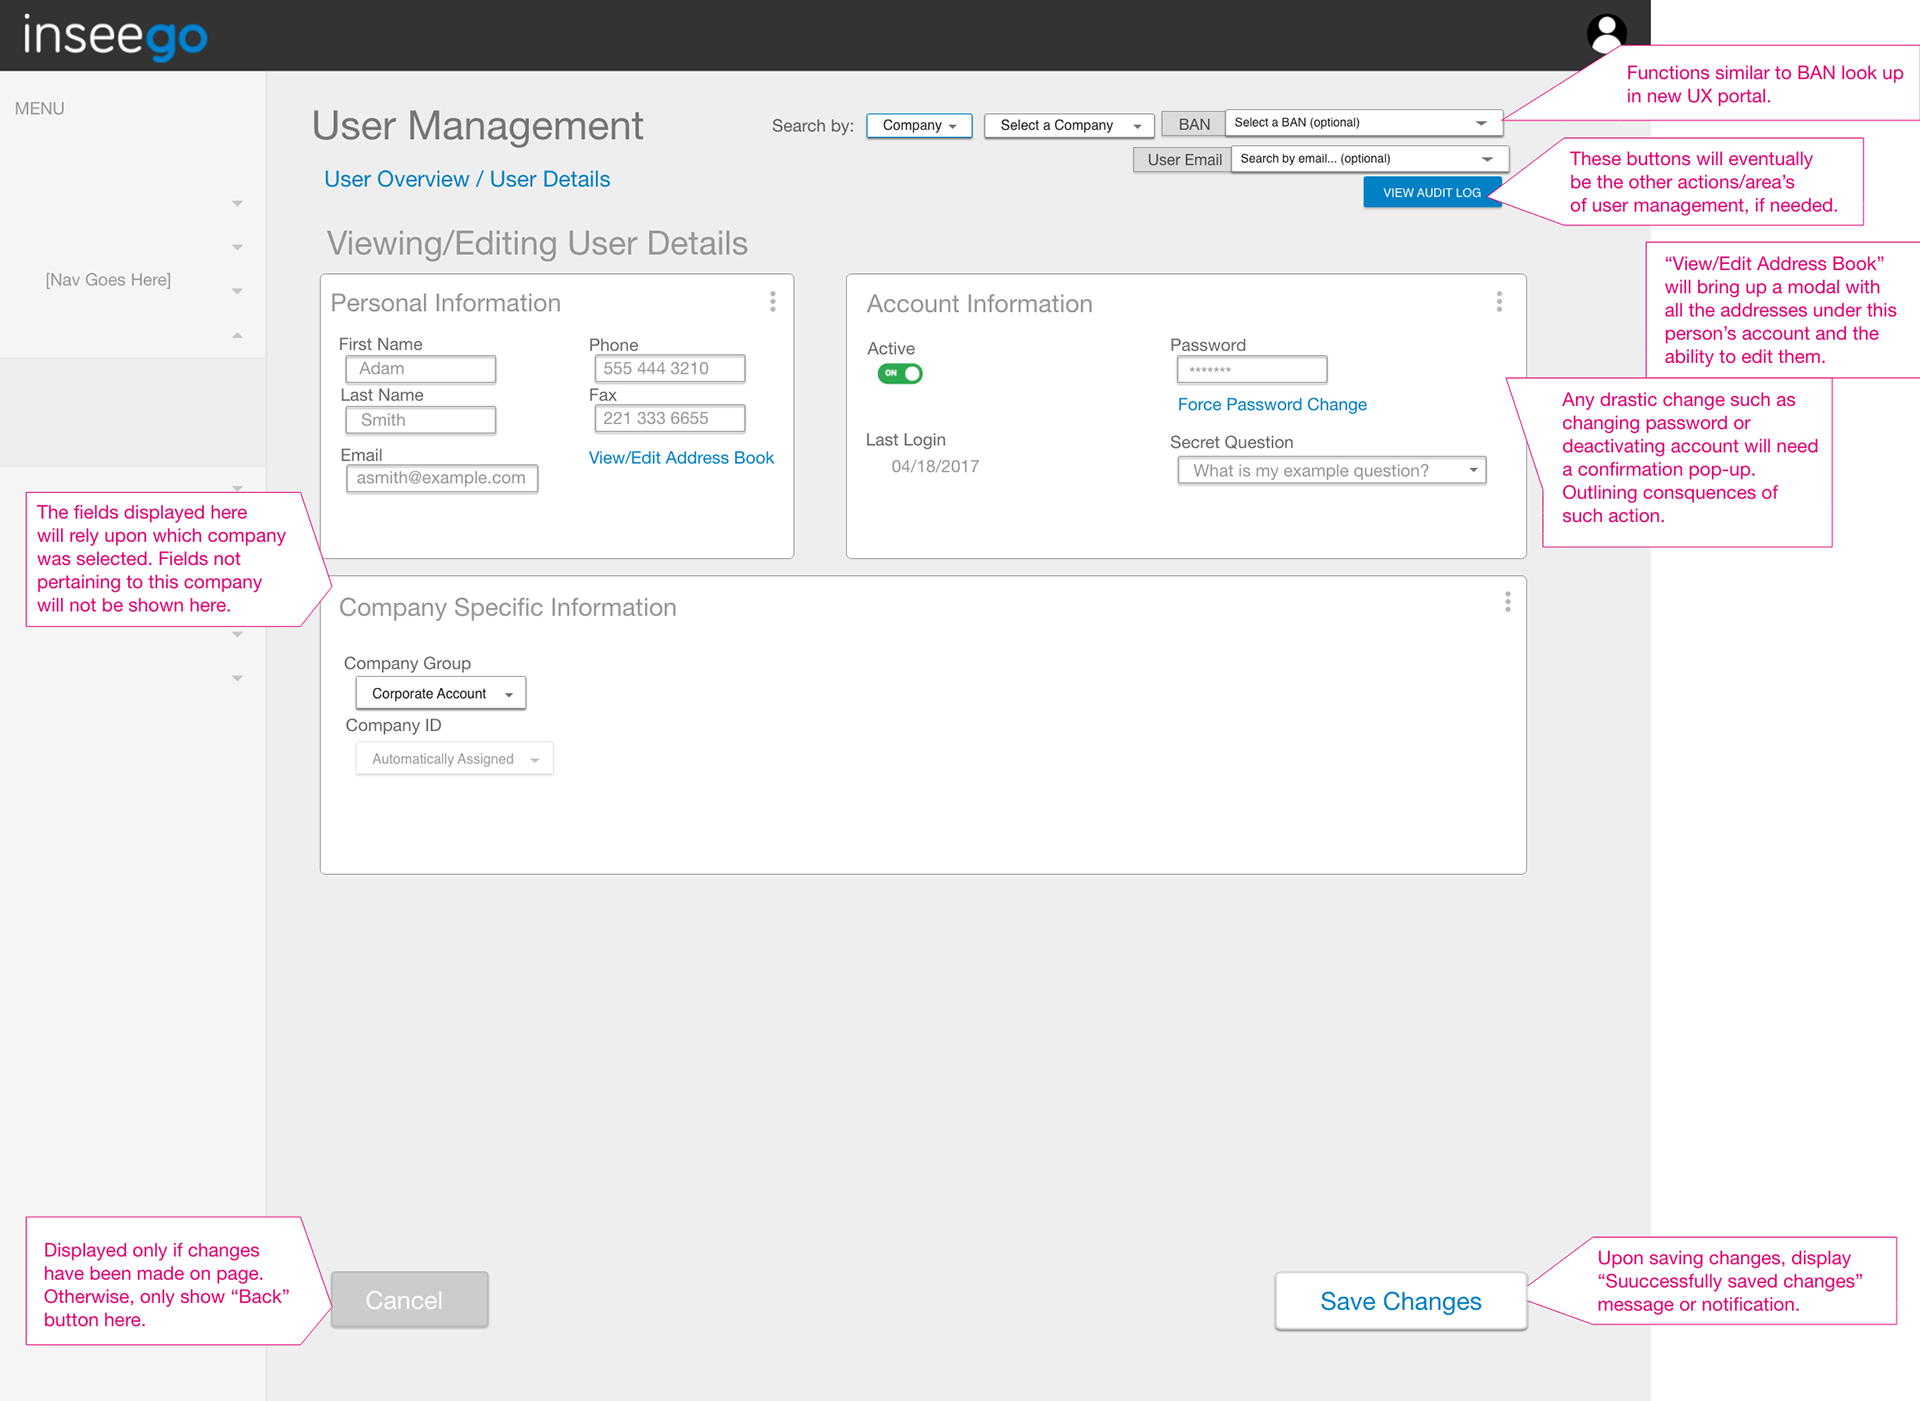 inseego
MENU
[Nav Goes Here]
User Management
User Overview / User Details
Search by:
Company
Select a Company
BAN
Select a BAN (optional)
User Email
Search by email... (optional)
VIEW AUDIT LOG
Functions similar to BAN look up
in new UX portal.
These buttons will eventually
be the other actions/area’s
of user management, if needed.
“View/Edit Address Book”
will bring up a modal with
all the addresses under this
person’s account and the
ability to edit them.
Any drastic change such as
changing password or
deactivating account will need
a confirmation pop-up.
Outlining consquences of
such action.
Viewing/Editing User Details
Personal Information
First Name
Adam
Last Name
Smith
Email
asmith@example.com
Phone
555 444 3210
Fax
221 333 6655
View/Edit Address Book
Account Information
Active
ON
Last Login
04/18/2017
Password
*******
Force Password Change
Secret Question
What is my example question?
The fields displayed here
will rely upon which company
was selected. Fields not
pertaining to this company
will not be shown here.
Company Specific Information
Company Group
Corporate Account
Company ID
Automatically Assigned
Displayed only if changes
have been made on page.
Otherwise, only show “Back”
button here.
Cancel
Save Changes
Upon saving changes, display
“Suuccessfully saved changes”
message or notification.